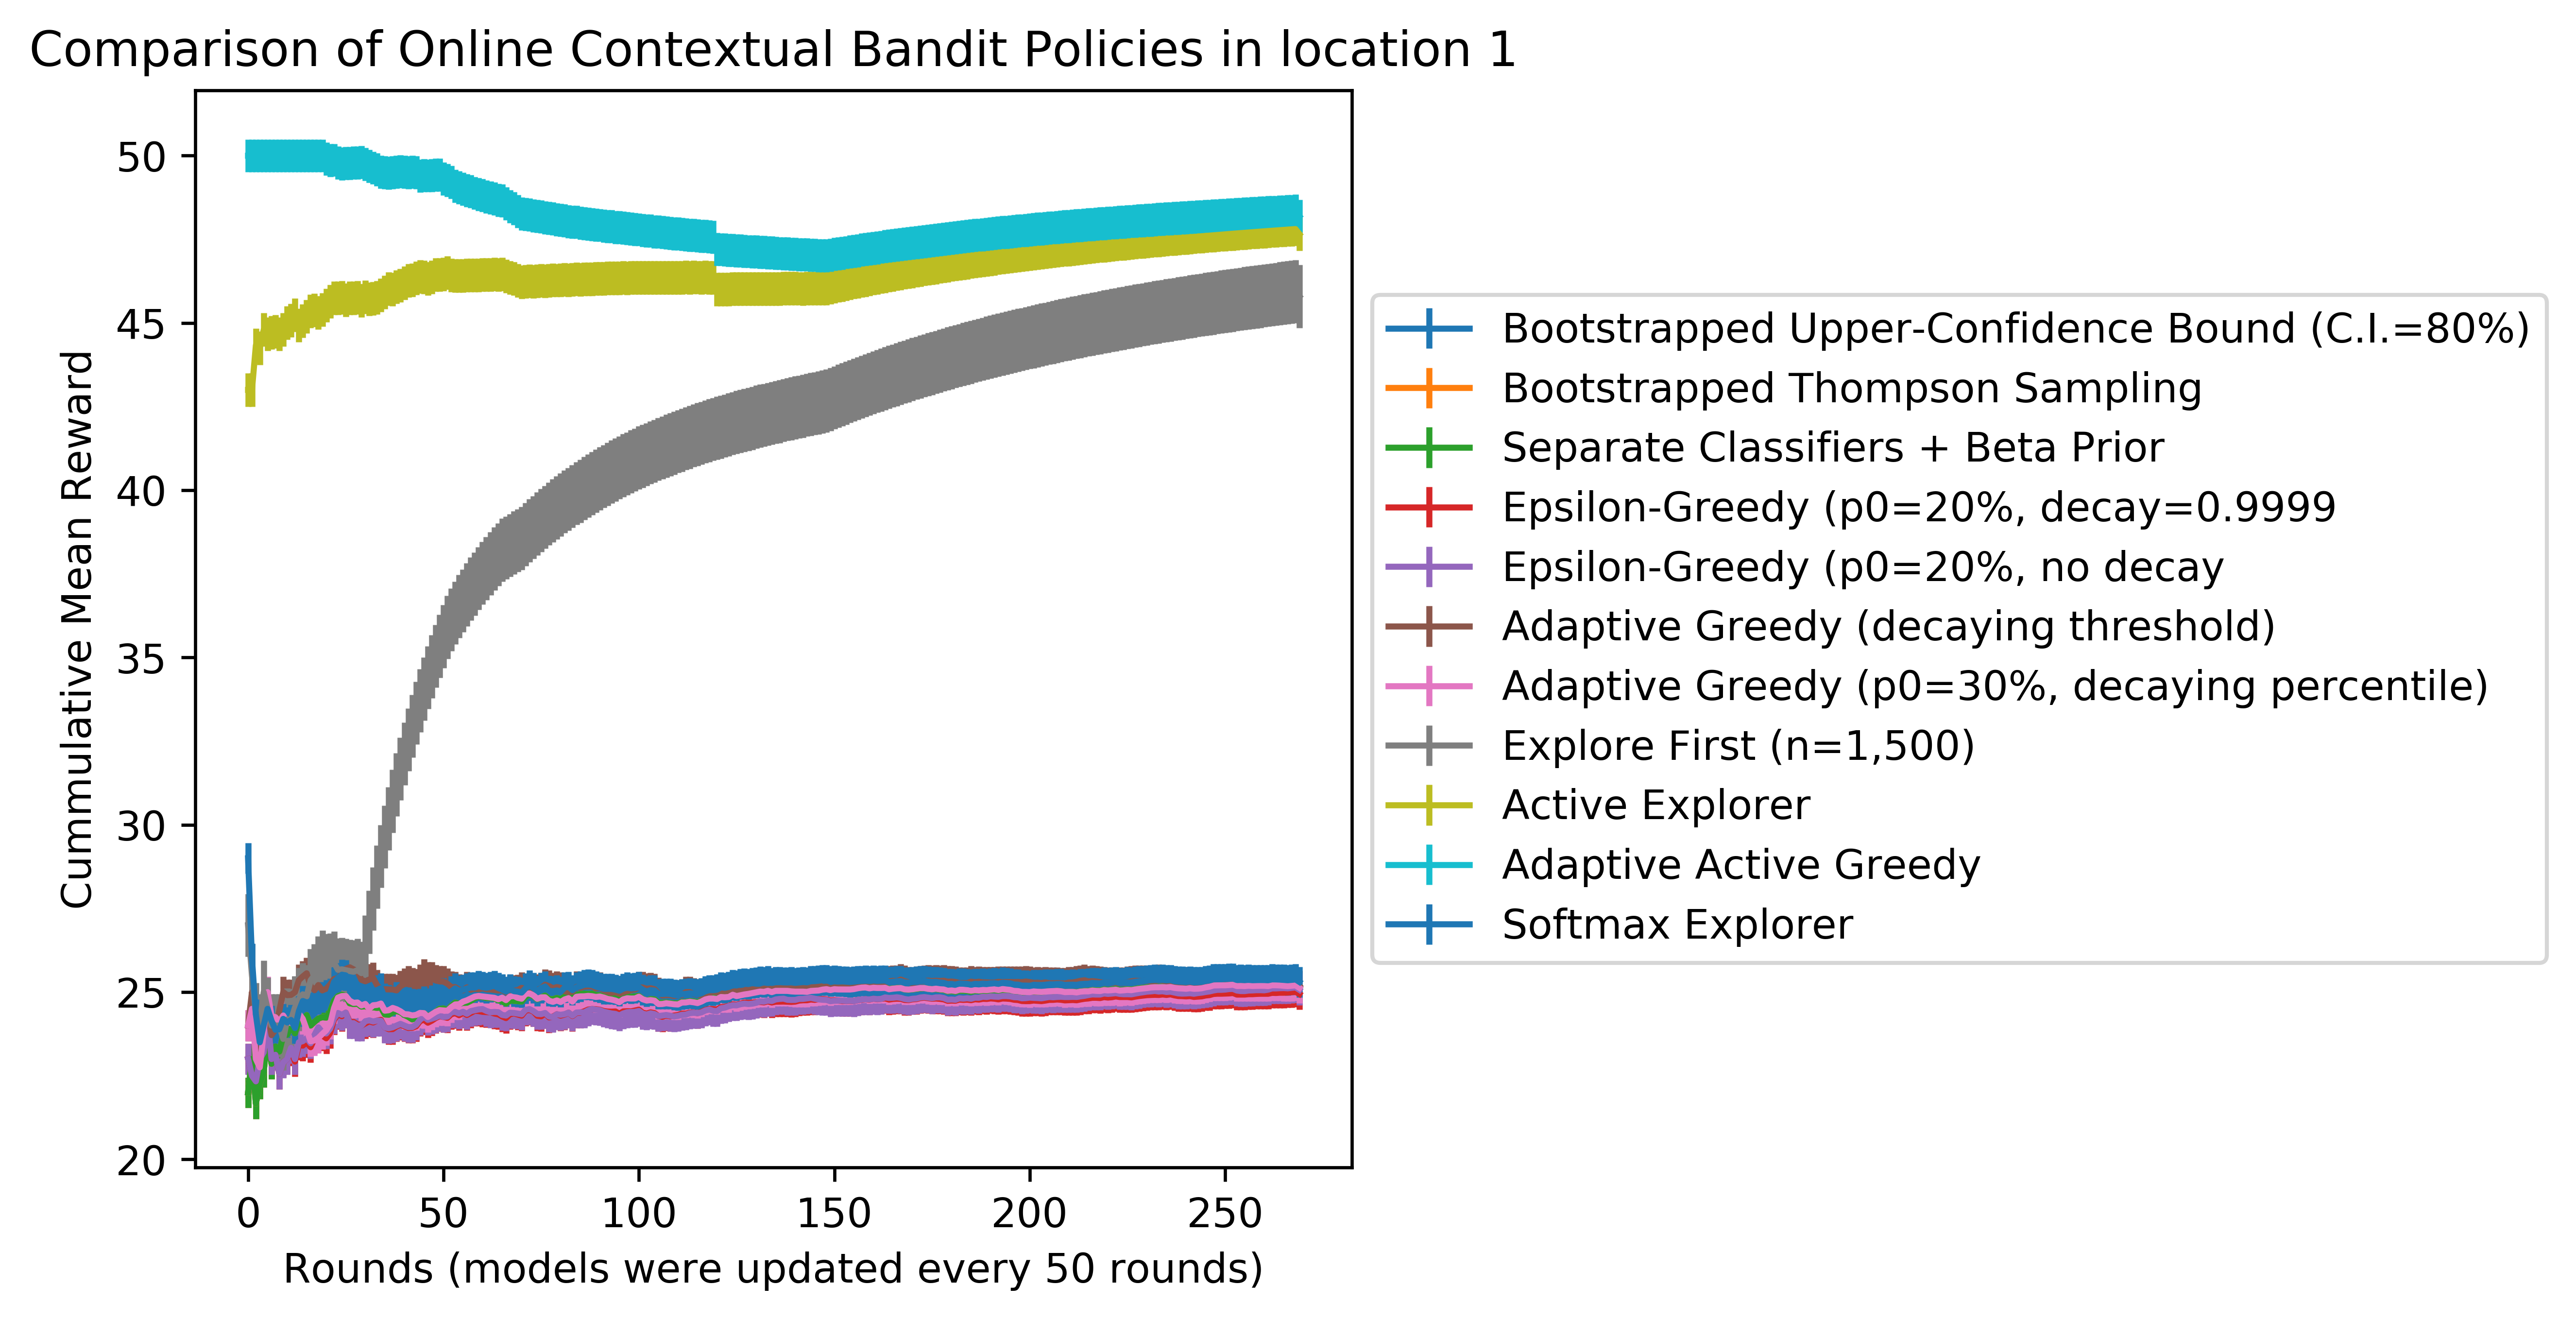 Comparison of Online Contextual Bandit Policies in location 1
Cummulative Mean Reward
50
45
40
35
30
25
20
0 50 100 150 200 250
Rounds (models were updated every 50 rounds)
Bootstrapped Upper-Confidence Bound (C.I.=80%)
Bootstrapped Thompson Sampling
Separate Classifiers + Beta Prior
Epsilon-Greedy (p0=20%, decay=0.9999
Epsilon-Greedy (p0=20%, no decay
Adaptive Greedy (decaying threshold)
Adaptive Greedy (p0=30%, decaying percentile)
Explore First (n=1,500)
Active Explorer
Adaptive Active Greedy
Softmax Explorer